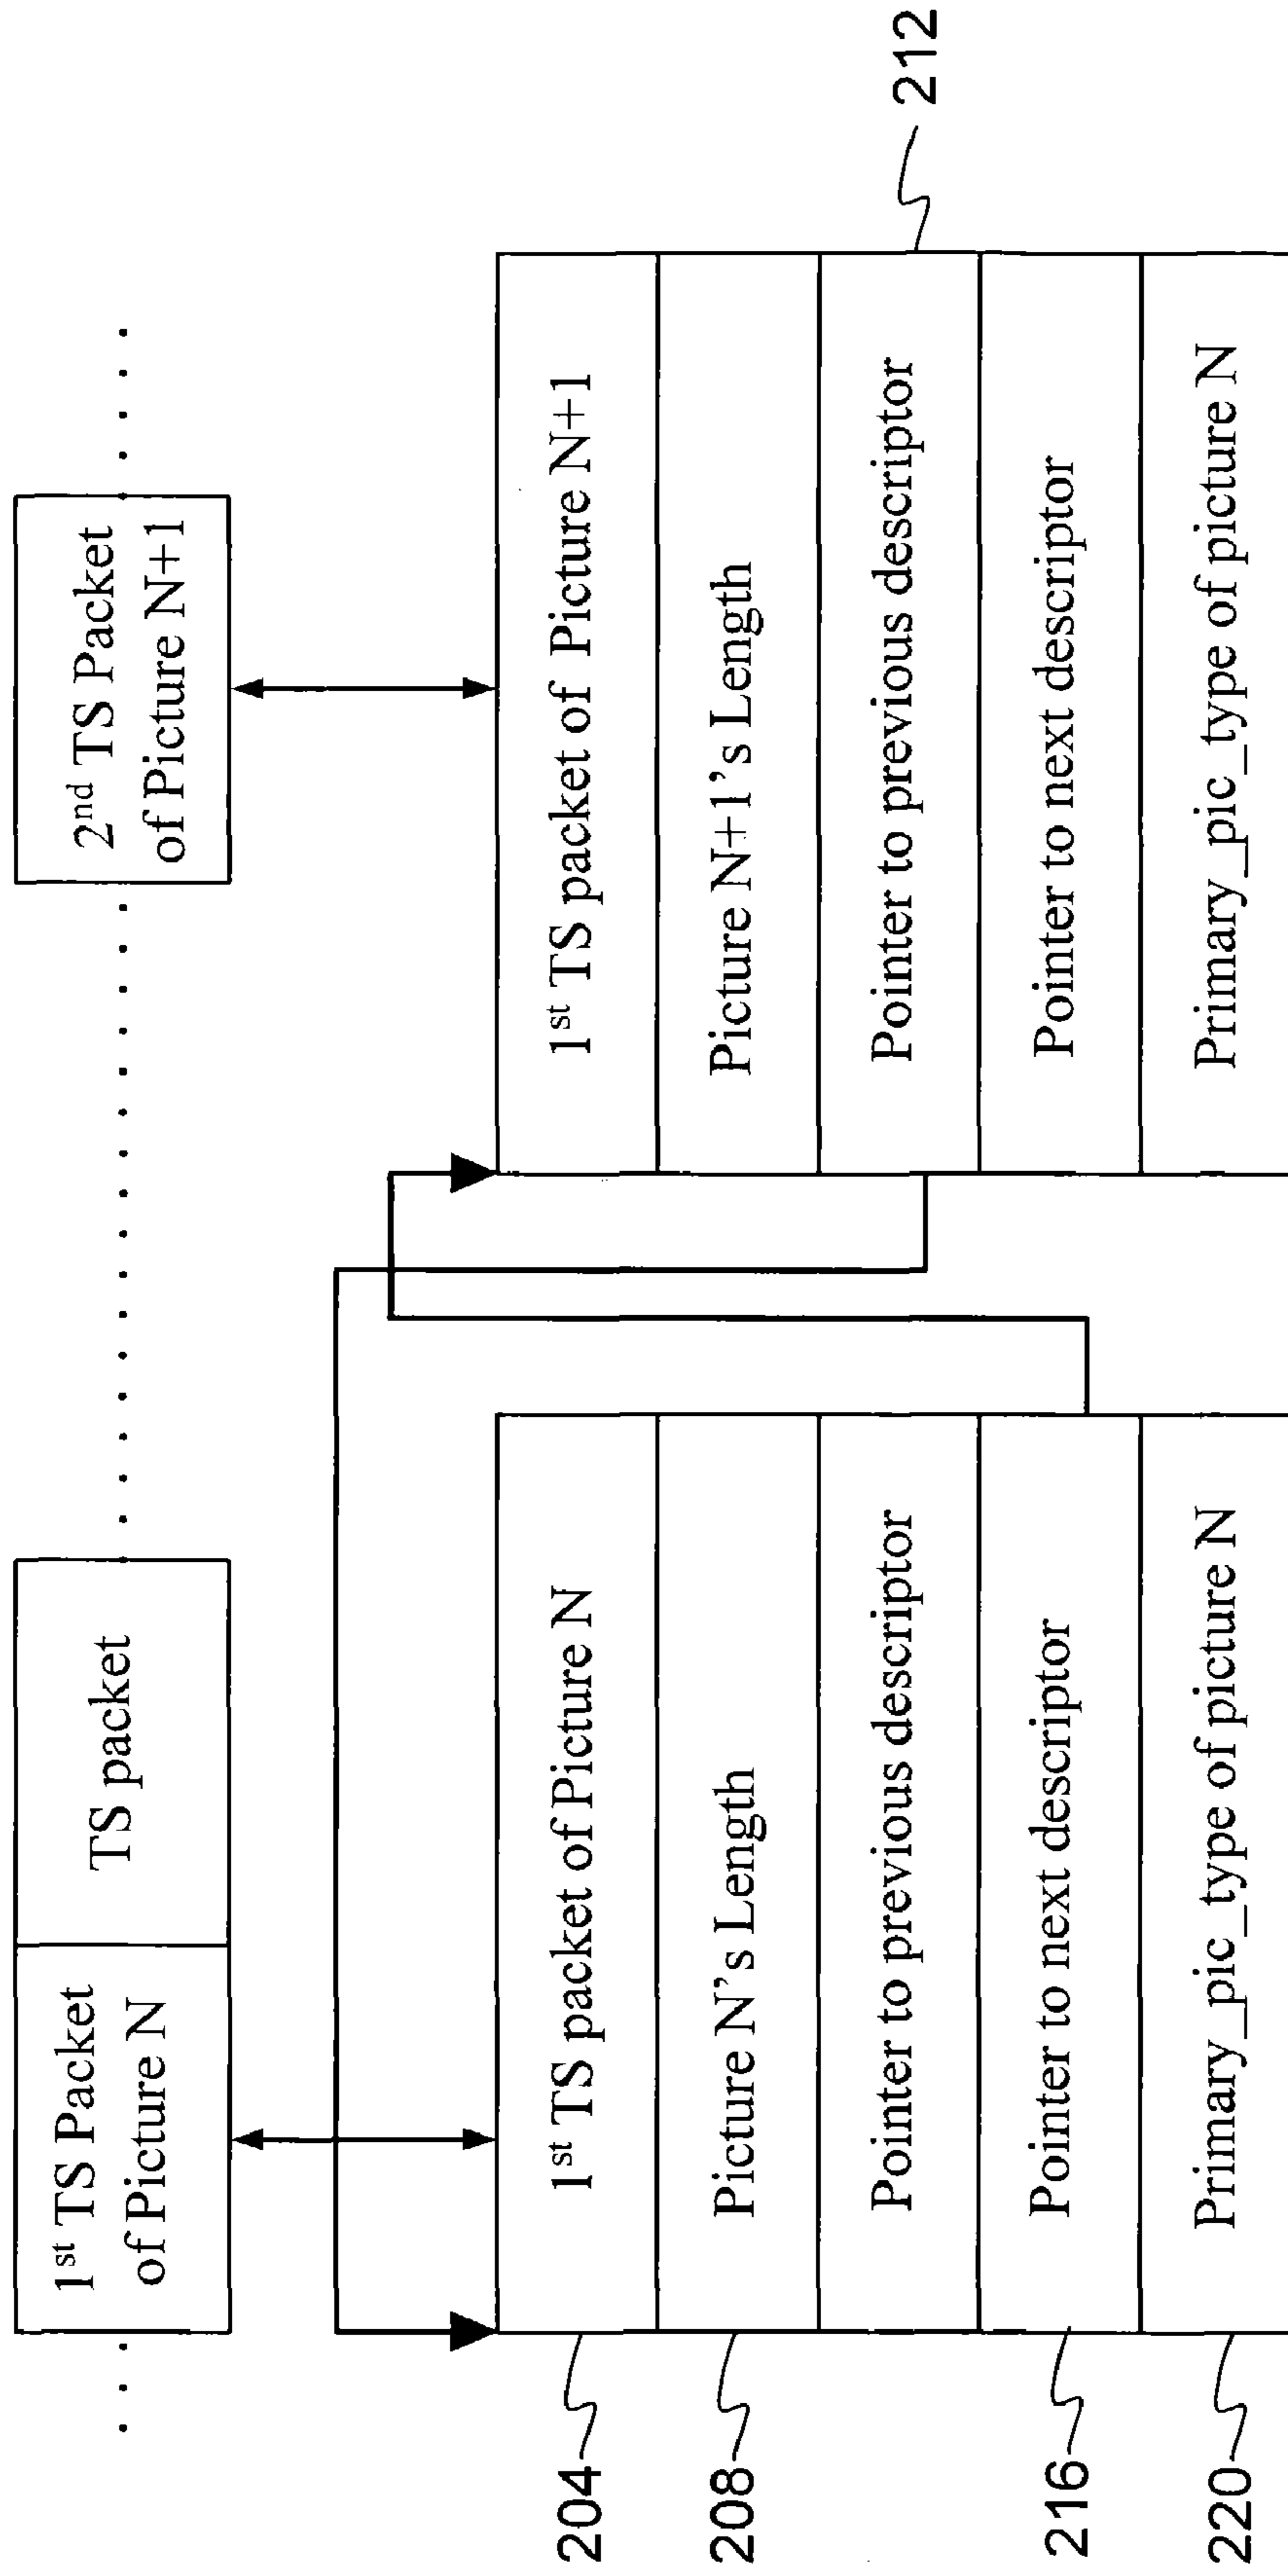 1st TS Packet
of Picture N
TS packet
2nd TS Packet
of Picture N+1
204
1st TS packet of Picture N
208
Picture N's Length
Pointer to previous descriptor
216
Pointer to next descriptor
220
Primary_pic_type of picture N
1st TS packet of Picture N+1
Picture N+1's Length
Pointer to previous descriptor
212
Pointer to next descriptor
Primary_pic_type of picture N